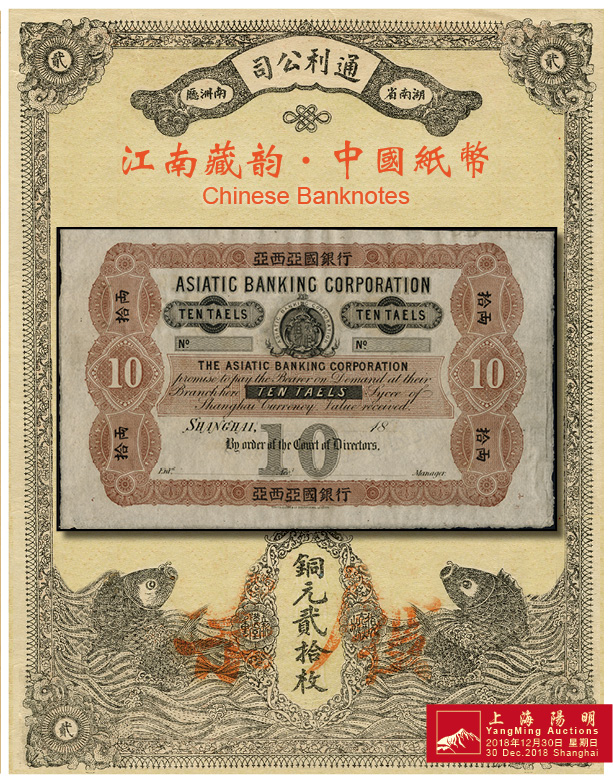 貳
貳
通利公司
湖南省
南洲廳
江南藏韵·中國紙幣
Chinese Banknotes
亞西亞國銀行
ASIATIC BANKING CORPORATION
拾兩
TEN TAELS
TEN TAELS
拾兩
No
No
THE ASIATIC BANKING CORPORATION
promise to pay the Bearer on Demand at their
Branch here TEN TAELS Sycee of
Shanghai Currency Value received.
10
10
SHANGHAI, 18
10
By order of the Court of Directors.
拾兩
拾兩
Entd.
Manager.
亞西亞國銀行
銅元貳拾枚
貳
上海陽明
YangMing Auctions
2018年12月30日 星期日
30 Dec.2018 Shanghai